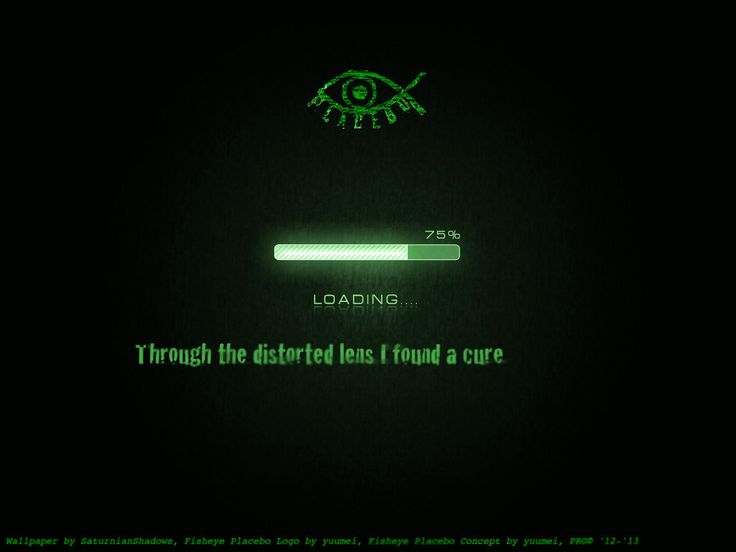 PLACEBO
75%
LOADING....
Through the distorted lens I found a cure
Wallpaper by SaturnianShadows, Fisheye Placebo Logo by yuumei, Fisheye Placebo Concept by yuumei, PRG© '12-'13